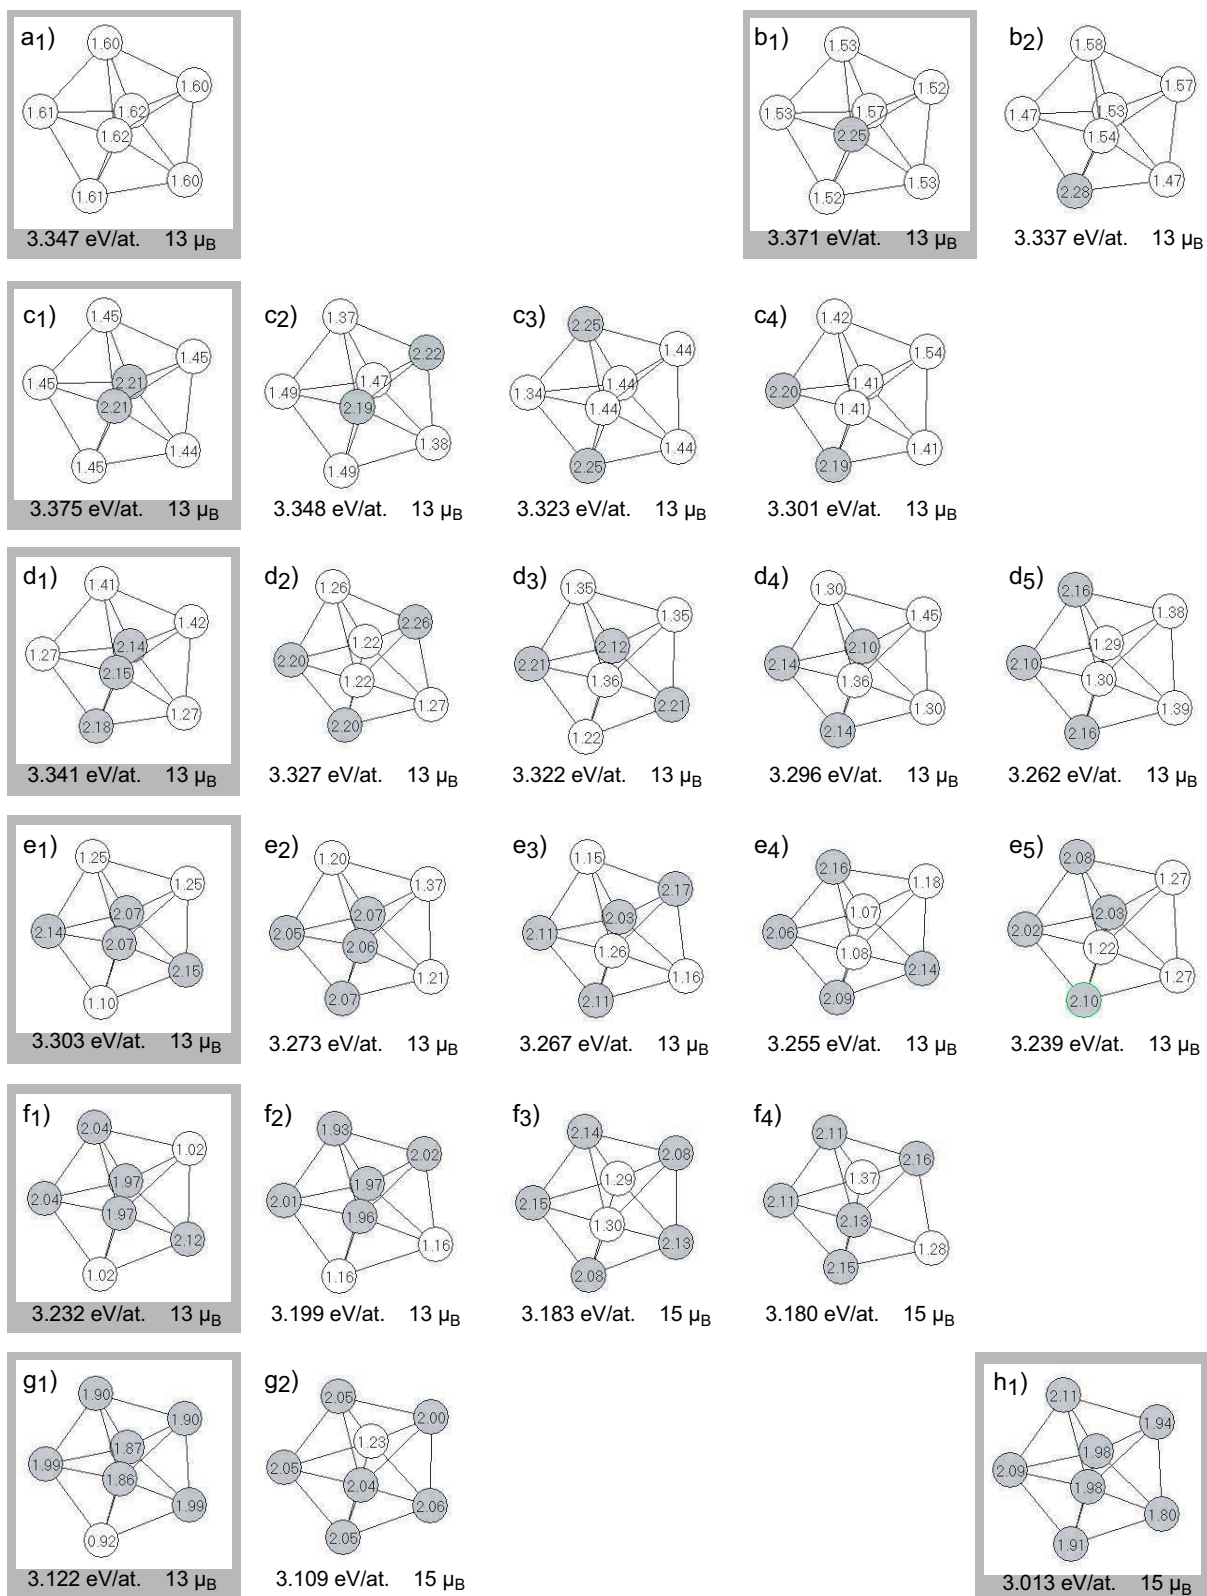 a1) b1) b2)
1.60 1.53 1.58
1.60 1.52 1.57
1.61 1.62 1.53 1.57 1.47 1.53
1.62 2.25 1.54
1.61 1.60 1.52 1.53 2.28 1.47
3.347 eV/at. 13 μB 3.371 eV/at. 13 μB 3.337 eV/at. 13 μB
c1) c2) c3) c4)
1.45 1.37 2.25 1.42
1.45 2.22 1.44 1.54
1.45 2.21 1.49 1.47 1.34 1.44 2.20 1.41
2.21 2.19 1.44 1.41
1.45 1.44 1.49 1.38 2.25 1.44 2.19 1.41
3.375 eV/at. 13 μB 3.348 eV/at. 13 μB 3.323 eV/at. 13 μB 3.301 eV/at. 13 μB
d1) d2) d3) d4) d5)
1.41 1.26 1.35 1.30 2.16
1.42 2.26 1.35 1.45 1.38
1.27 2.14 2.20 1.22 2.21 2.12 2.14 2.10 2.10 1.29
2.15 1.22 1.36 1.36 1.30
2.18 1.27 2.20 1.27 1.22 2.21 2.14 1.30 2.16 1.39
3.341 eV/at. 13 μB 3.327 eV/at. 13 μB 3.322 eV/at. 13 μB 3.296 eV/at. 13 μB 3.262 eV/at. 13 μB
e1) e2) e3) e4) e5)
1.25 1.20 1.15 2.16 2.08
1.25 1.37 2.17 1.18 1.27
2.14 2.07 2.05 2.07 2.11 2.03 2.06 1.07 2.02 2.03
2.07 2.06 1.26 1.08 1.22
1.10 2.15 2.07 1.21 2.11 1.16 2.09 2.14 2.10 1.27
3.303 eV/at. 13 μB 3.273 eV/at. 13 μB 3.267 eV/at. 13 μB 3.255 eV/at. 13 μB 3.239 eV/at. 13 μB
f1) f2) f3) f4)
2.04 1.93 2.14 2.11
1.02 2.02 2.08 2.16
2.04 1.97 2.01 1.97 2.15 1.29 2.11 1.37
1.97 1.96 1.30 2.13
1.02 2.12 1.16 1.16 2.08 2.13 2.15 1.28
3.232 eV/at. 13 μB 3.199 eV/at. 13 μB 3.183 eV/at. 15 μB 3.180 eV/at. 15 μB
g1) g2) h1)
1.90 2.05 2.11
1.90 2.00 1.94
1.99 1.87 2.05 1.23 2.09 1.98
1.86 2.04 1.98
0.92 1.99 2.05 2.06 1.91 1.80
3.122 eV/at. 13 μB 3.109 eV/at. 15 μB 3.013 eV/at. 15 μB